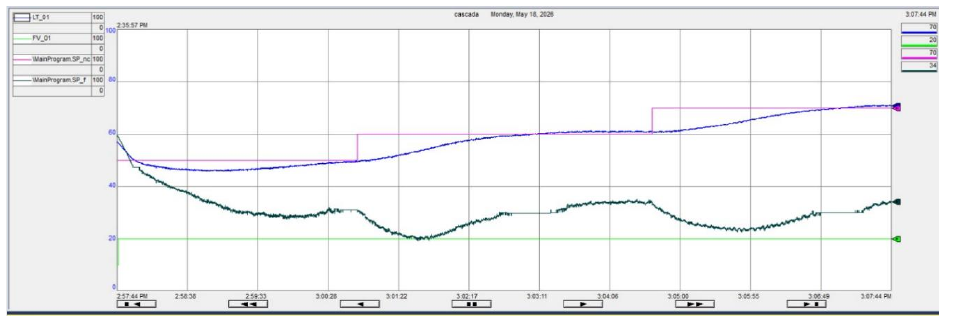 cascada Monday, May 18, 2026
3:07:44 PM
LT_01 100
0
FV_01 100
0
\MainProgram.SP_nc 100
0
\MainProgram.SP_f 100
0
2:35:57 PM
100
80
60
40
20
0
70
20
70
34
2:57:44 PM 2:58:38 2:59:33 3:00:28 3:01:22 3:02:17 3:03:11 3:04:06 3:05:00 3:05:55 3:06:49 3:07:44 PM